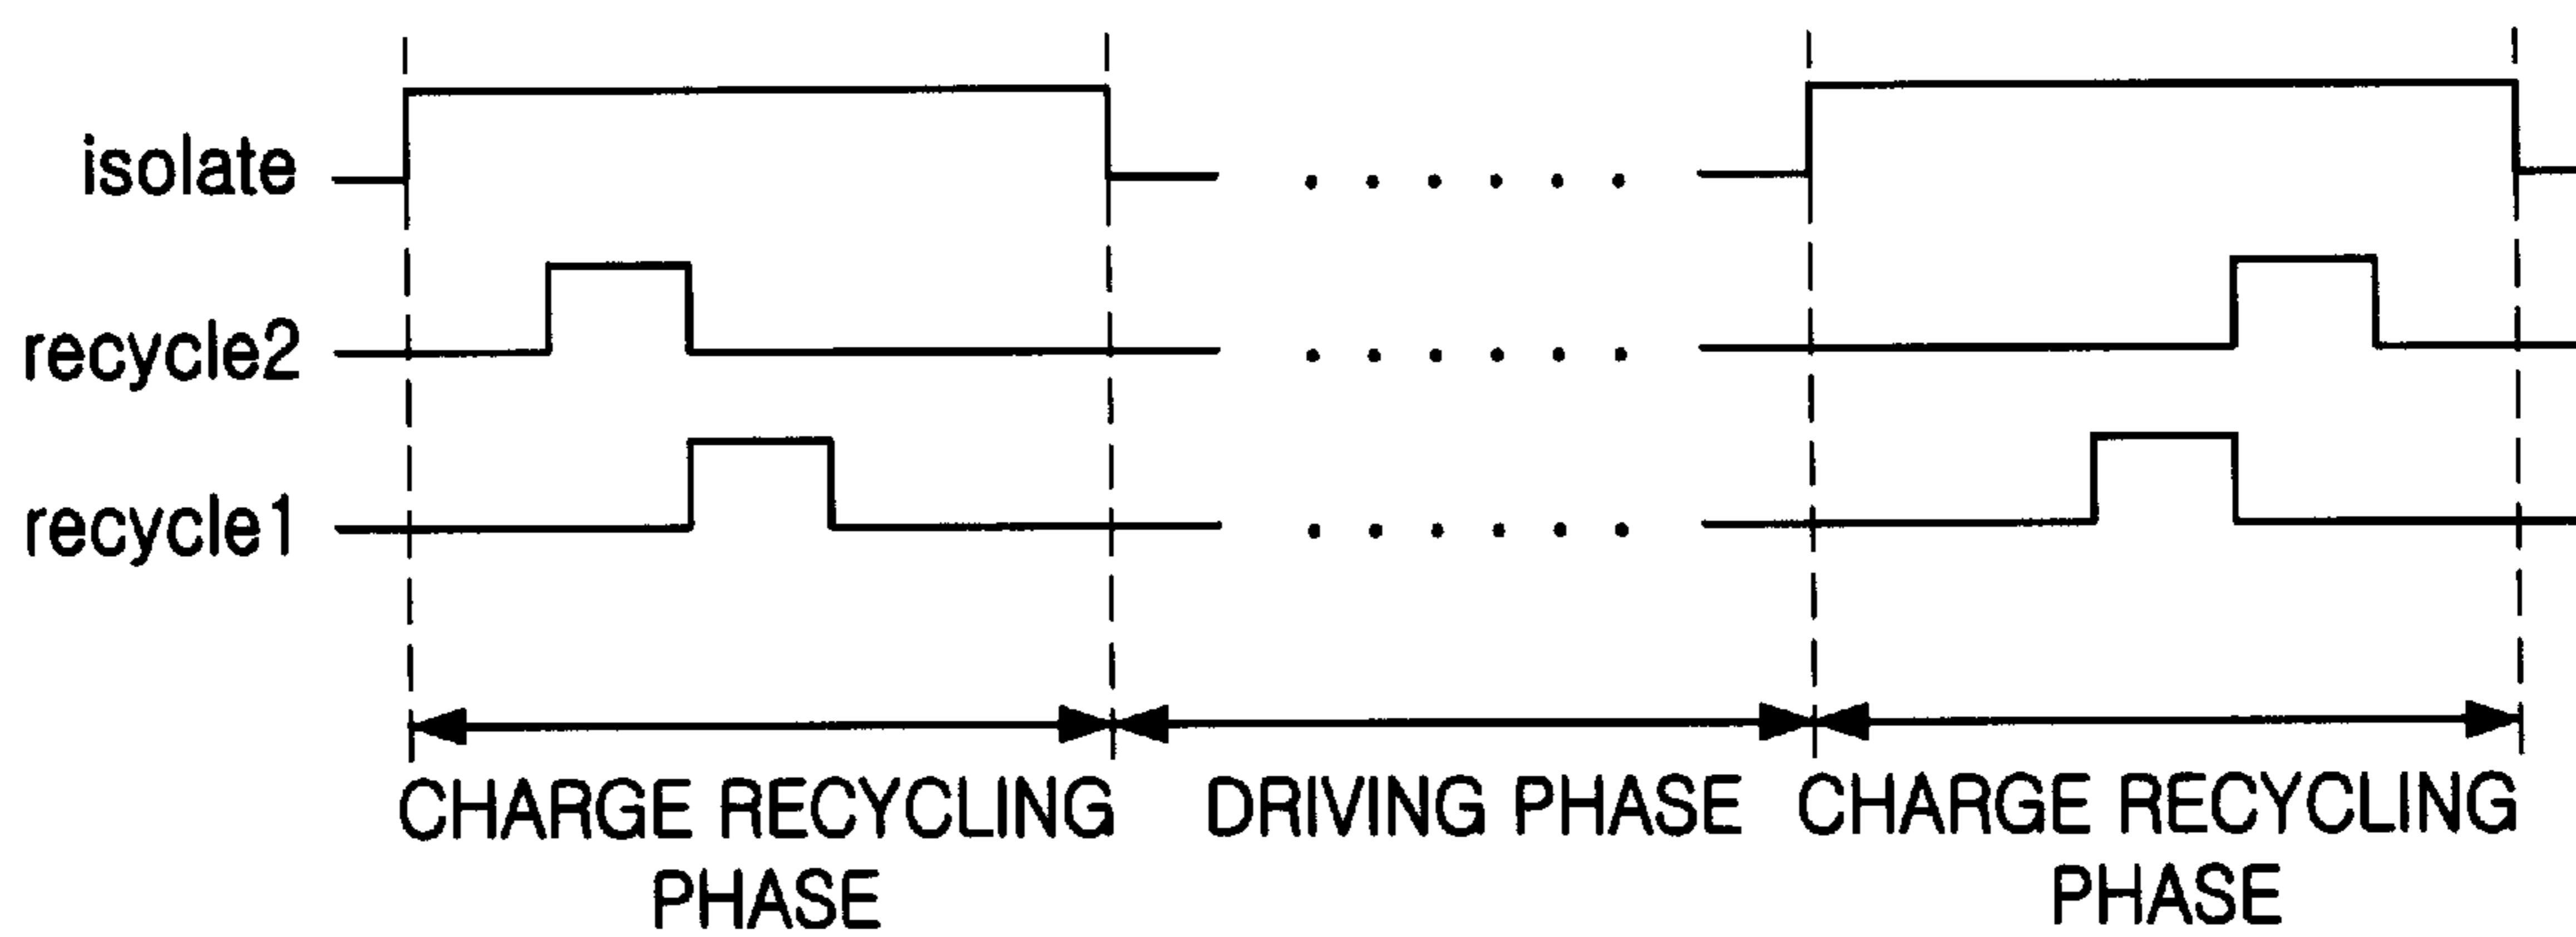 isolate
recycle2
recycle1
CHARGE RECYCLING
PHASE
DRIVING PHASE
CHARGE RECYCLING
PHASE